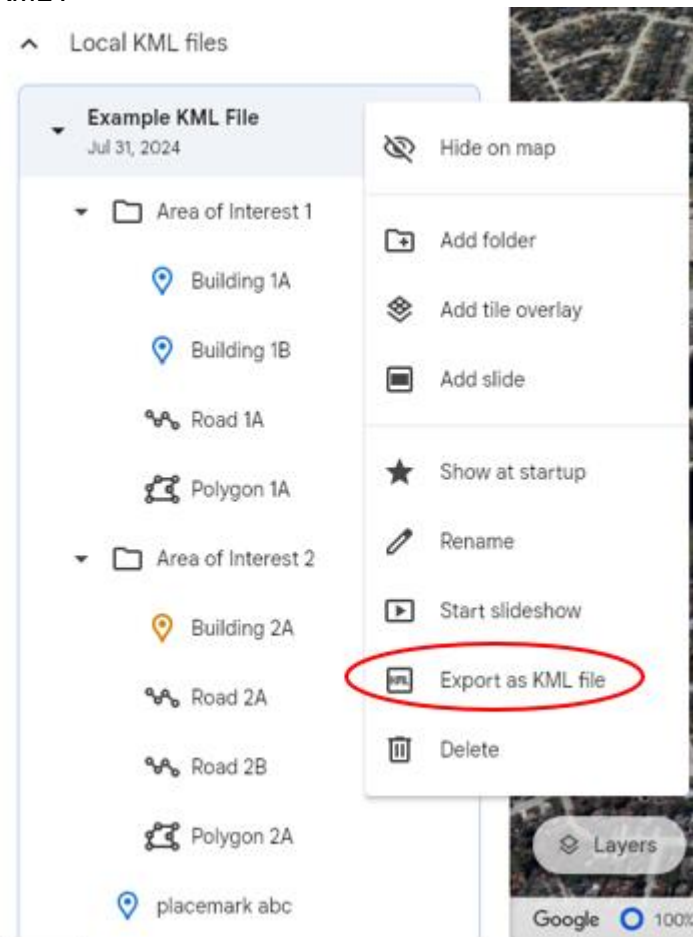 Local KML files
Example KML File
Jul 31, 2024
Area of Interest 1
Building 1A
Building 1B
Road 1A
Polygon 1A
Area of Interest 2
Building 2A
Road 2A
Road 2B
Polygon 2A
placemark abc
Hide on map
Add folder
Add tile overlay
Add slide
Show at startup
Rename
Start slideshow
KML Export as KML file
Delete
Layers
Google 100%